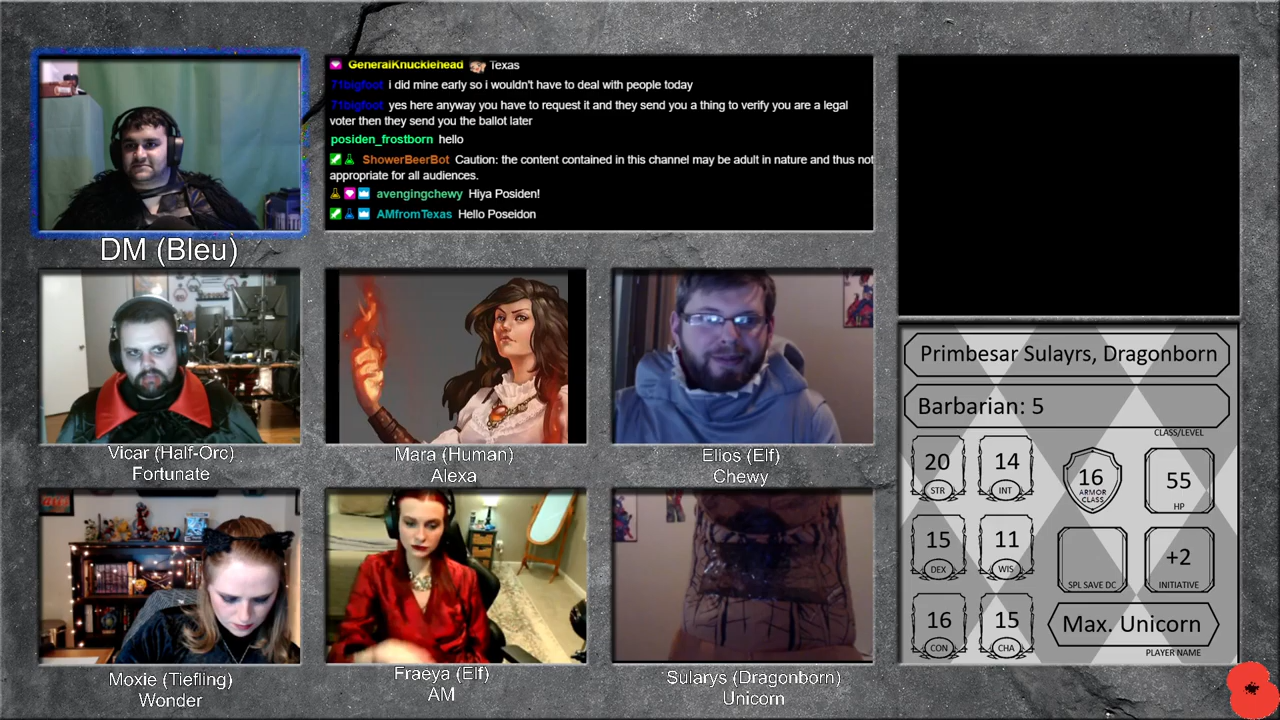 GeneralKnucklehead Texas
71bigfoot i did mine early so i wouldn't have to deal with people today
71bigfoot yes here anyway you have to request it and they send you a thing to verify you are a legal
voter then they send you the ballot later
posiden_frostborn hello
ShowerBeerBot Caution: the content contained in this channel may be adult in nature and thus not
appropriate for all audiences.
avengingchewy Hiya Posiden!
AMfromTexas Hello Poseidon
DM (Bleu)
Vicar (Half-Orc)
Fortunate
Mara (Human)
Alexa
Elios (Elf)
Chewy
Moxie (Tiefling)
Wonder
Fraeya (Elf)
AM
Sularys (Dragonborn)
Unicorn
Primbesar Sulayrs, Dragonborn
Barbarian: 5
CLASS/LEVEL
20
STR
14
INT
16
ARMOR
CLASS
55
HP
15
DEX
11
WIS
SPL SAVE DC
+2
INITIATIVE
16
CON
15
CHA
Max. Unicorn
PLAYER NAME